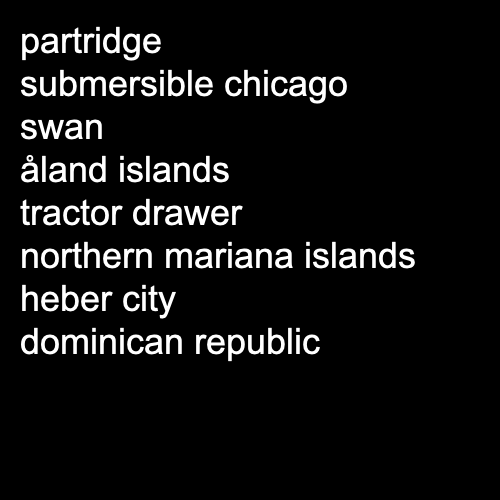 partridge
submersible chicago
swan
åland islands
tractor drawer
northern mariana islands
heber city
dominican republic